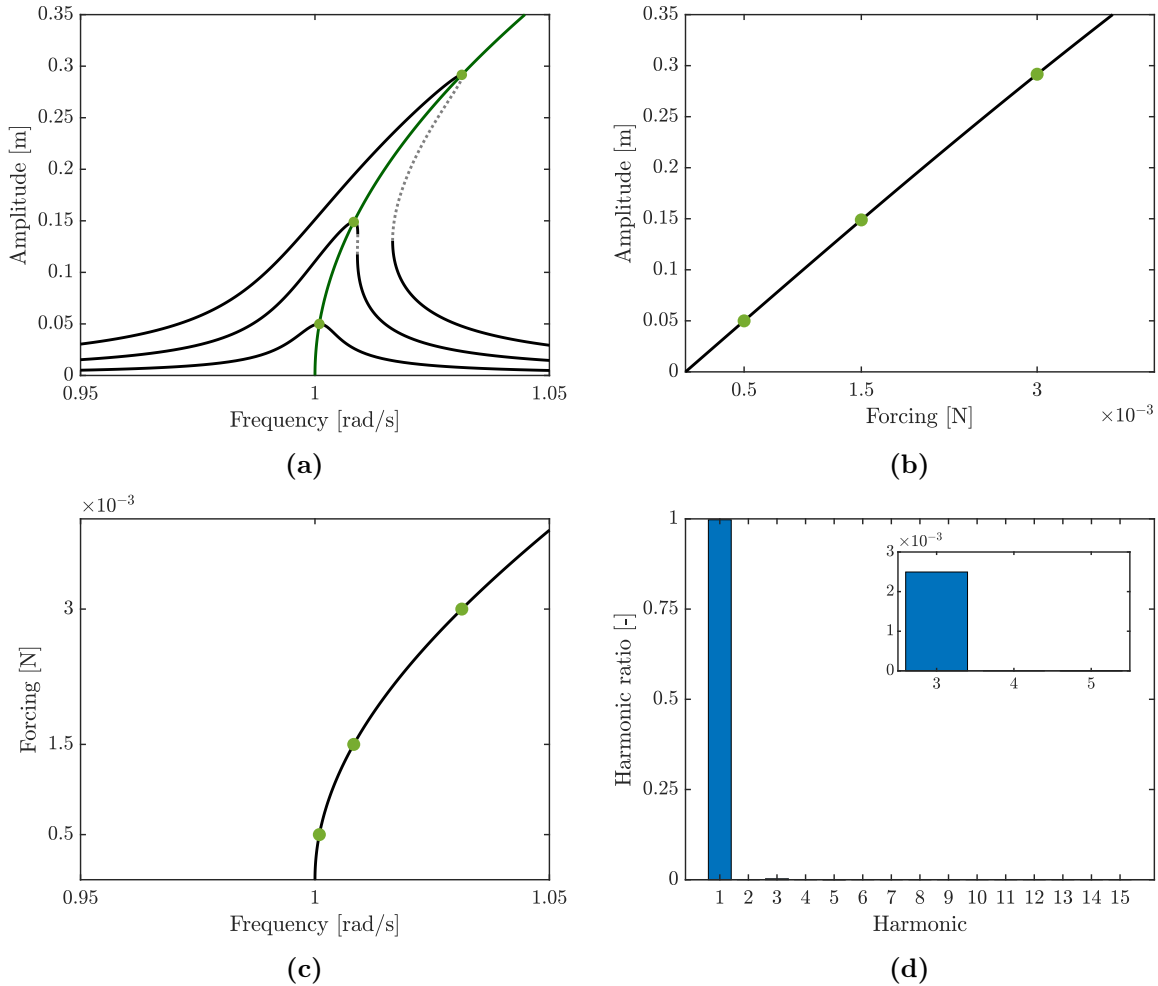 0.35
0.3
0.25
0.2
0.15
0.1
0.05
0
Amplitude [m]
0.95
1
1.05
Frequency [rad/s]
(a)
0.35
0.3
0.25
0.2
0.15
0.1
0.05
0
Amplitude [m]
0.5
1.5
3
Forcing [N]
×10⁻³
(b)
×10⁻³
3
1.5
0.5
Forcing [N]
0.95
1
1.05
Frequency [rad/s]
(c)
1
0.75
0.5
0.25
0
Harmonic ratio [-]
×10⁻³
3
2
1
0
3 4 5
1 2 3 4 5 6 7 8 9 10 11 12 13 14 15
Harmonic
(d)